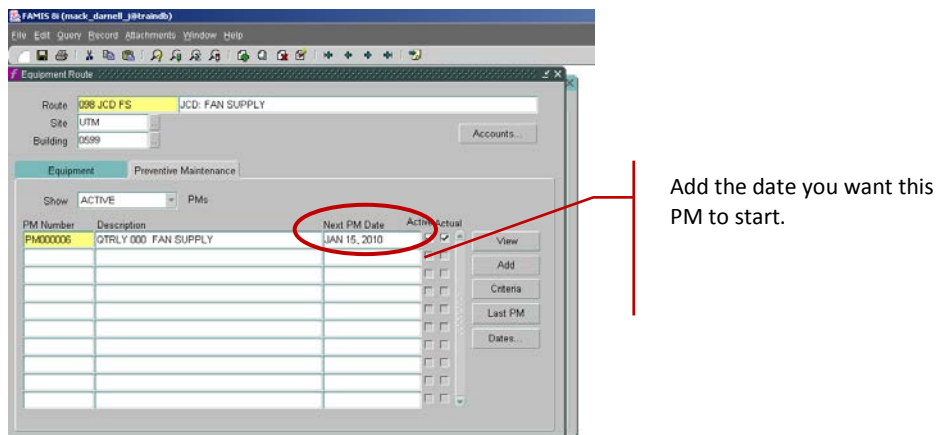 FAMIS 8i (mack_darnell_j@traindb)
File Edit Query Record Attachments Window Help
Equipment Route
Route 098 JCD FS JCD: FAN SUPPLY
Site UTM
Building 0599
Accounts...
Equipment Preventive Maintenance
Show ACTIVE PMs
PM Number Description Next PM Date Active Actual
PM000006 QTRLY 000 FAN SUPPLY JAN 15, 2010
View
Add
Criteria
Last PM
Dates...
Add the date you want this
PM to start.